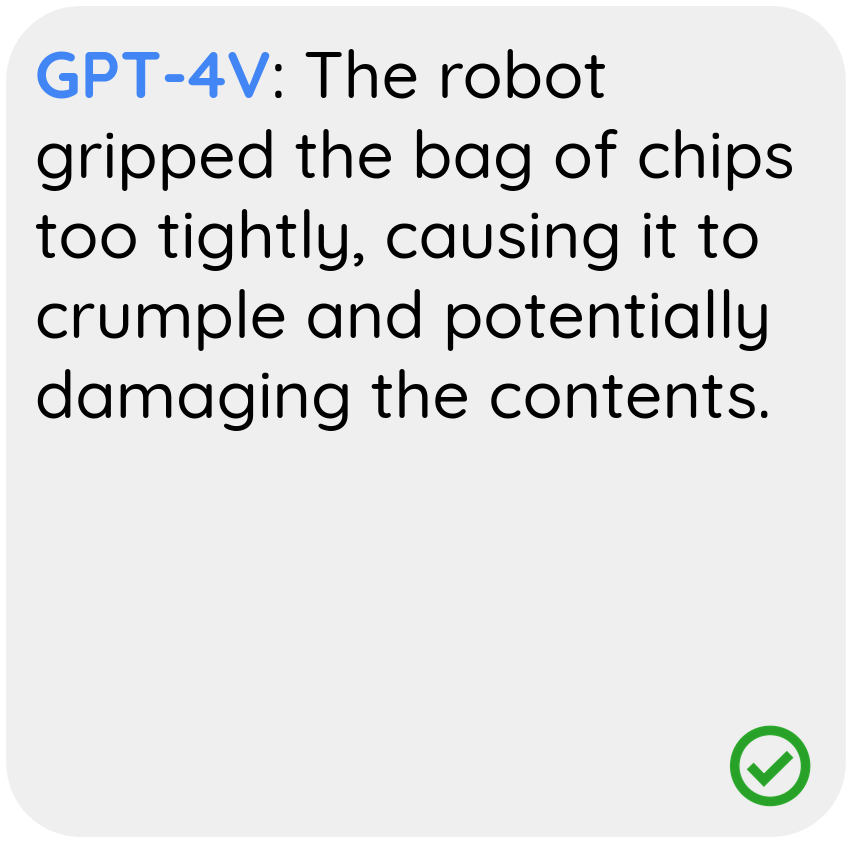 GPT-4V: The robot
gripped the bag of chips
too tightly, causing it to
crumple and potentially
damaging the contents.